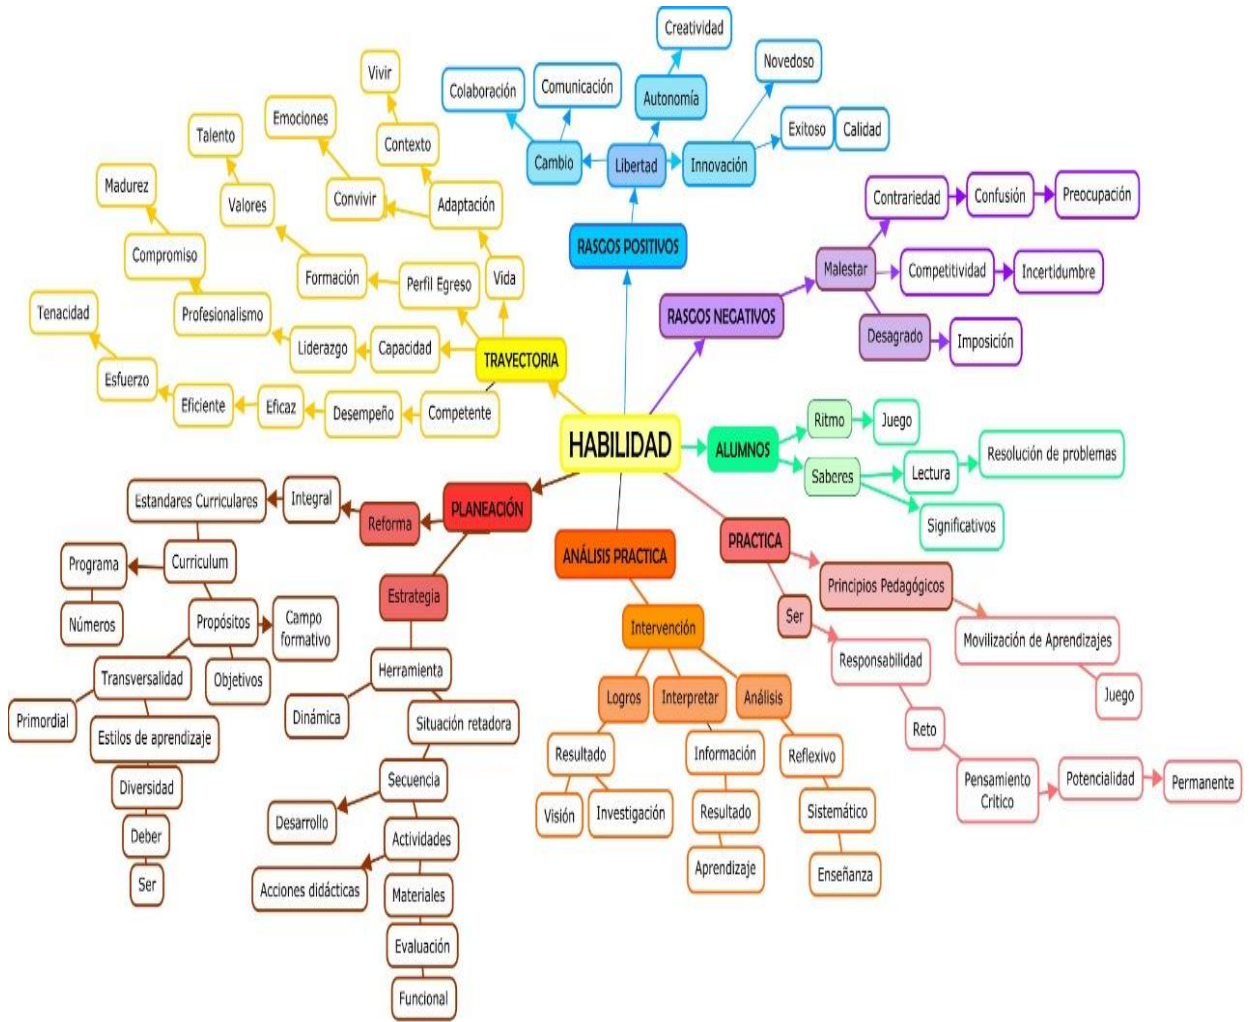 Creatividad
Novedoso
Vivir
Comunicación
Colaboración
Autonomía
Emociones
Exitoso
Calidad
Talento
Contexto
Cambio
Libertad
Innovación
Madurez
Convivir
Adaptación
Valores
Contrariedad
Confusión
Preocupación
RASGOS POSITIVOS
Compromiso
Formación
Perfil Egreso
Vida
Malestar
Competitividad
Incertidumbre
Tenacidad
Profesionalismo
RASGOS NEGATIVOS
Liderazgo
Capacidad
TRAYECTORIA
Desagrado
Imposición
Esfuerzo
Eficiente
Eficaz
Desempeño
Competente
HABILIDAD
ALUMNOS
Ritmo
Juego
Saberes
Lectura
Resolución de problemas
Significativos
Estandares Curriculares
Integral
Reforma
PLANEACIÓN
ANÁLISIS PRACTICA
PRACTICA
Programa
Curriculum
Estrategia
Principios Pedagógicos
Números
Propósitos
Campo
formativo
Intervención
Ser
Movilización de Aprendizajes
Transversalidad
Objetivos
Herramienta
Responsabilidad
Juego
Primordial
Dinámica
Situación retadora
Logros
Interpretar
Análisis
Reto
Estilos de aprendizaje
Resultado
Información
Reflexivo
Diversidad
Secuencia
Pensamiento
Critico
Potencialidad
Permanente
Desarrollo
Visión
Investigación
Resultado
Sistemático
Deber
Actividades
Ser
Acciones didácticas
Materiales
Aprendizaje
Enseñanza
Evaluación
Funcional